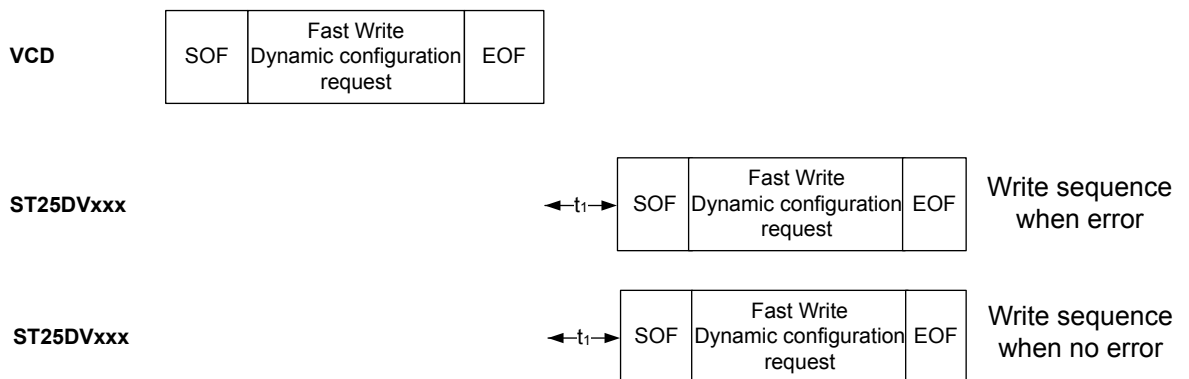 VCD
SOF
Fast Write
Dynamic configuration
request
EOF
ST25DVxxx
t1
SOF
Fast Write
Dynamic configuration
request
EOF
Write sequence
when error
ST25DVxxx
t1
SOF
Fast Write
Dynamic configuration
request
EOF
Write sequence
when no error